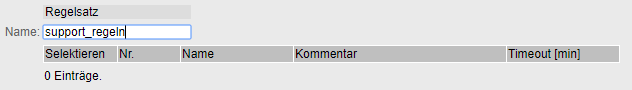 Regelsatz
Name: support_regeln
Selektieren Nr. Name Kommentar Timeout [min]
0 Einträge.